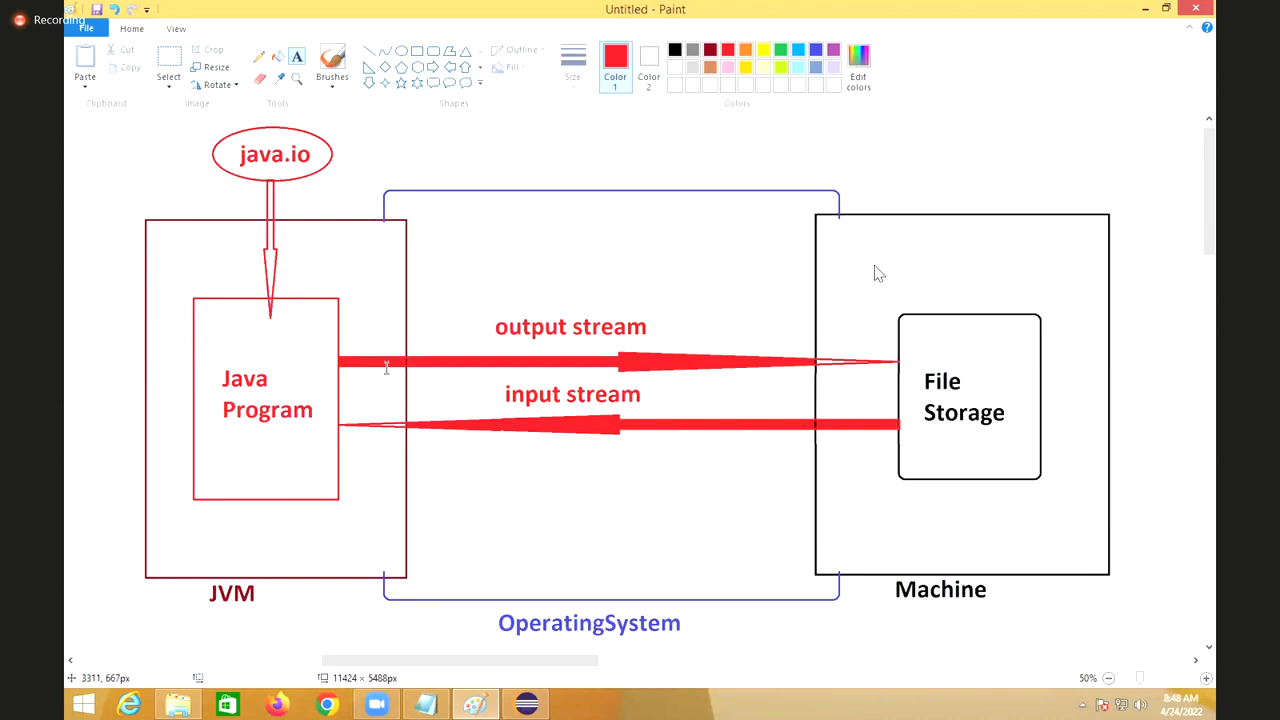 Recording
Untitled - Paint
File
Home
View
Paste
Cut
Copy
Clipboard
Select
Crop
Resize
Rotate
Image
Tools
Brushes
Shapes
Outline
Fill
Size
Color
1
Color
2
Colors
Edit
colors
java.io
Java
Program
JVM
output stream
input stream
OperatingSystem
File
Storage
Machine
3311, 667px
11424 × 5488px
50%
8:48 AM
4/24/2022